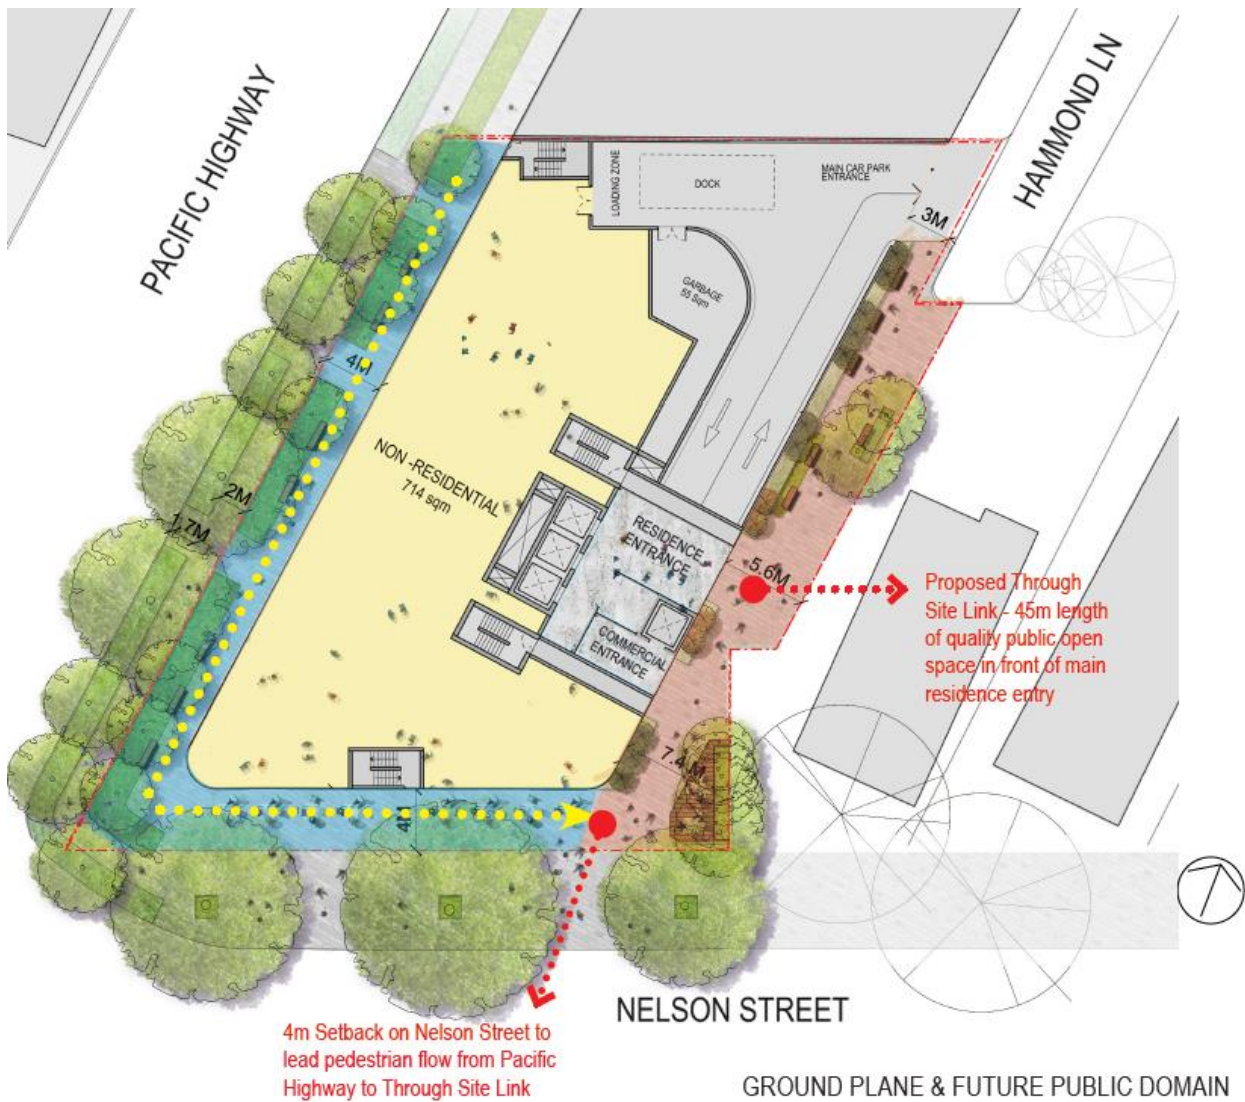 PACIFIC HIGHWAY
HAMMOND LN
LOADING ZONE
DOCK
MAIN CAR PARK
ENTRANCE
3M
GARBAGE
55 Sqm
4M
NON -RESIDENTIAL
714 sqm
2M
1.7M
RESIDENCE
ENTRANCE
5.6M
COMMERCIAL
ENTRANCE
Proposed Through
Site Link - 45m length
of quality public open
space in front of main
residence entry
7.4 M
4M
NELSON STREET
4m Setback on Nelson Street to
lead pedestrian flow from Pacific
Highway to Through Site Link
GROUND PLANE & FUTURE PUBLIC DOMAIN